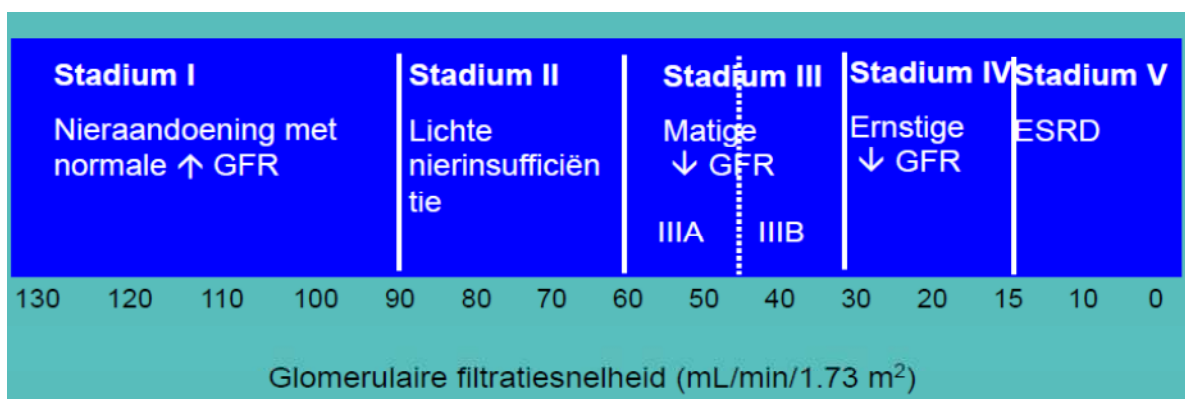 Stadium I
Nieraandoening met
normale ↑ GFR
Stadium II
Lichte
nierinsufficiën
tie
Stadium III
Matige
↓ GFR
IIIA IIIB
Stadium IV
Ernstige
↓ GFR
Stadium V
ESRD
130 120 110 100 90 80 70 60 50 40 30 20 15 10 0
Glomerulaire filtratiesnelheid (mL/min/1.73 m²)